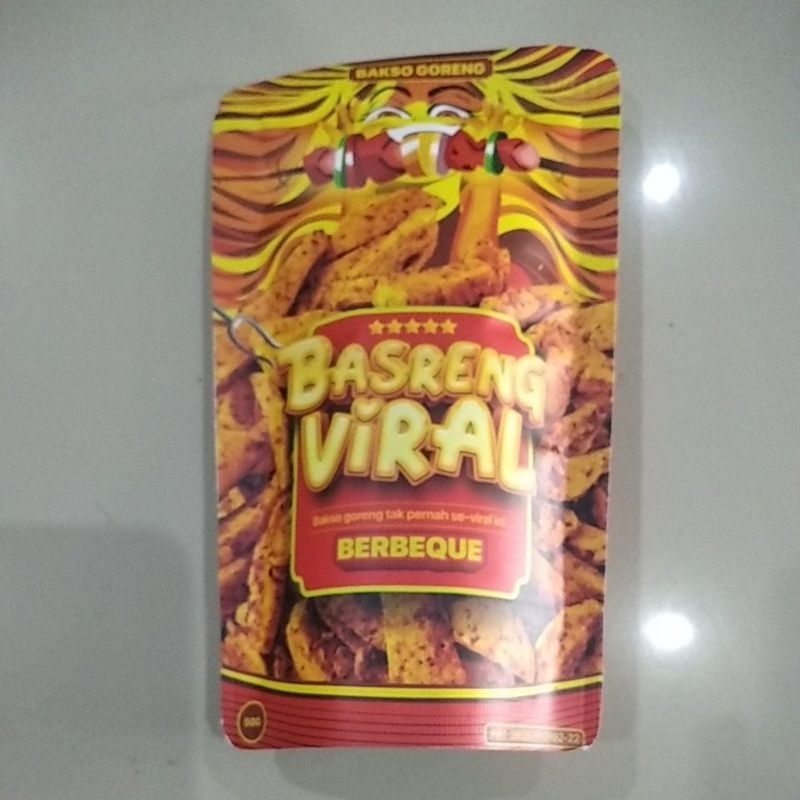 BAKSO GORENG
BASRENG
VIRAL
Bakso goreng tak pernah se-viral ini
BERBEQUE